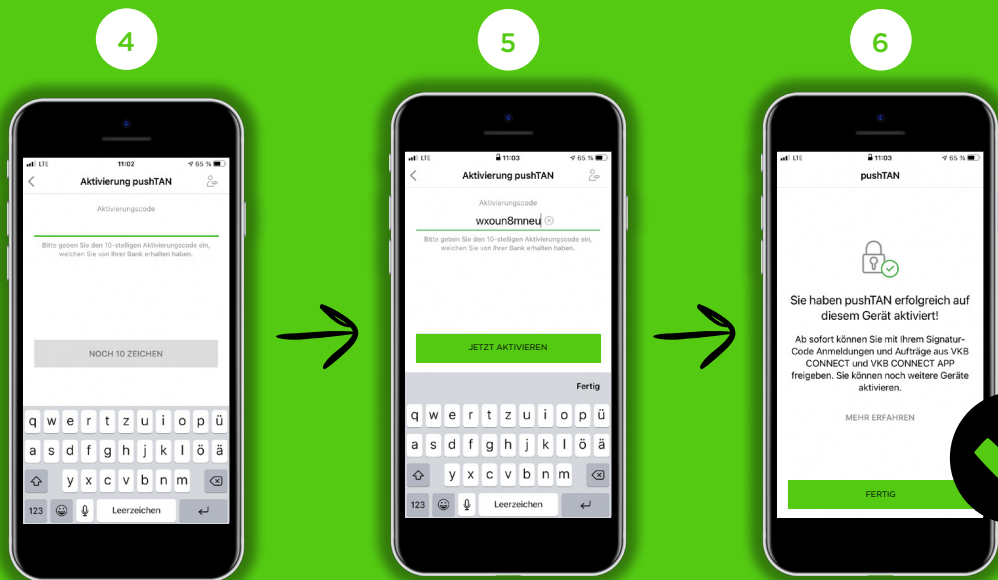 4
LTE 11:02 65 %
Aktivierung pushTAN
Aktivierungscode
Bitte geben Sie den 10-stelligen Aktivierungscode ein,
welchen Sie von Ihrer Bank erhalten haben.
NOCH 10 ZEICHEN
q w e r t z u i o p ü
a s d f g h j k l ö ä
y x c v b n m
123 Leerzeichen
5
LTE 11:03 65 %
Aktivierung pushTAN
Aktivierungscode
wxoun8mneu
Bitte geben Sie den 10-stelligen Aktivierungscode ein,
welchen Sie von Ihrer Bank erhalten haben.
JETZT AKTIVIEREN
Fertig
q w e r t z u i o p ü
a s d f g h j k l ö ä
y x c v b n m
123 Leerzeichen
6
LTE 11:03 65 %
pushTAN
Sie haben pushTAN erfolgreich auf
diesem Gerät aktiviert!
Ab sofort können Sie mit Ihrem Signatur-
Code Anmeldungen und Aufträge aus VKB
CONNECT und VKB CONNECT APP
freigeben. Sie können noch weitere Geräte
aktivieren.
MEHR ERFAHREN
FERTIG